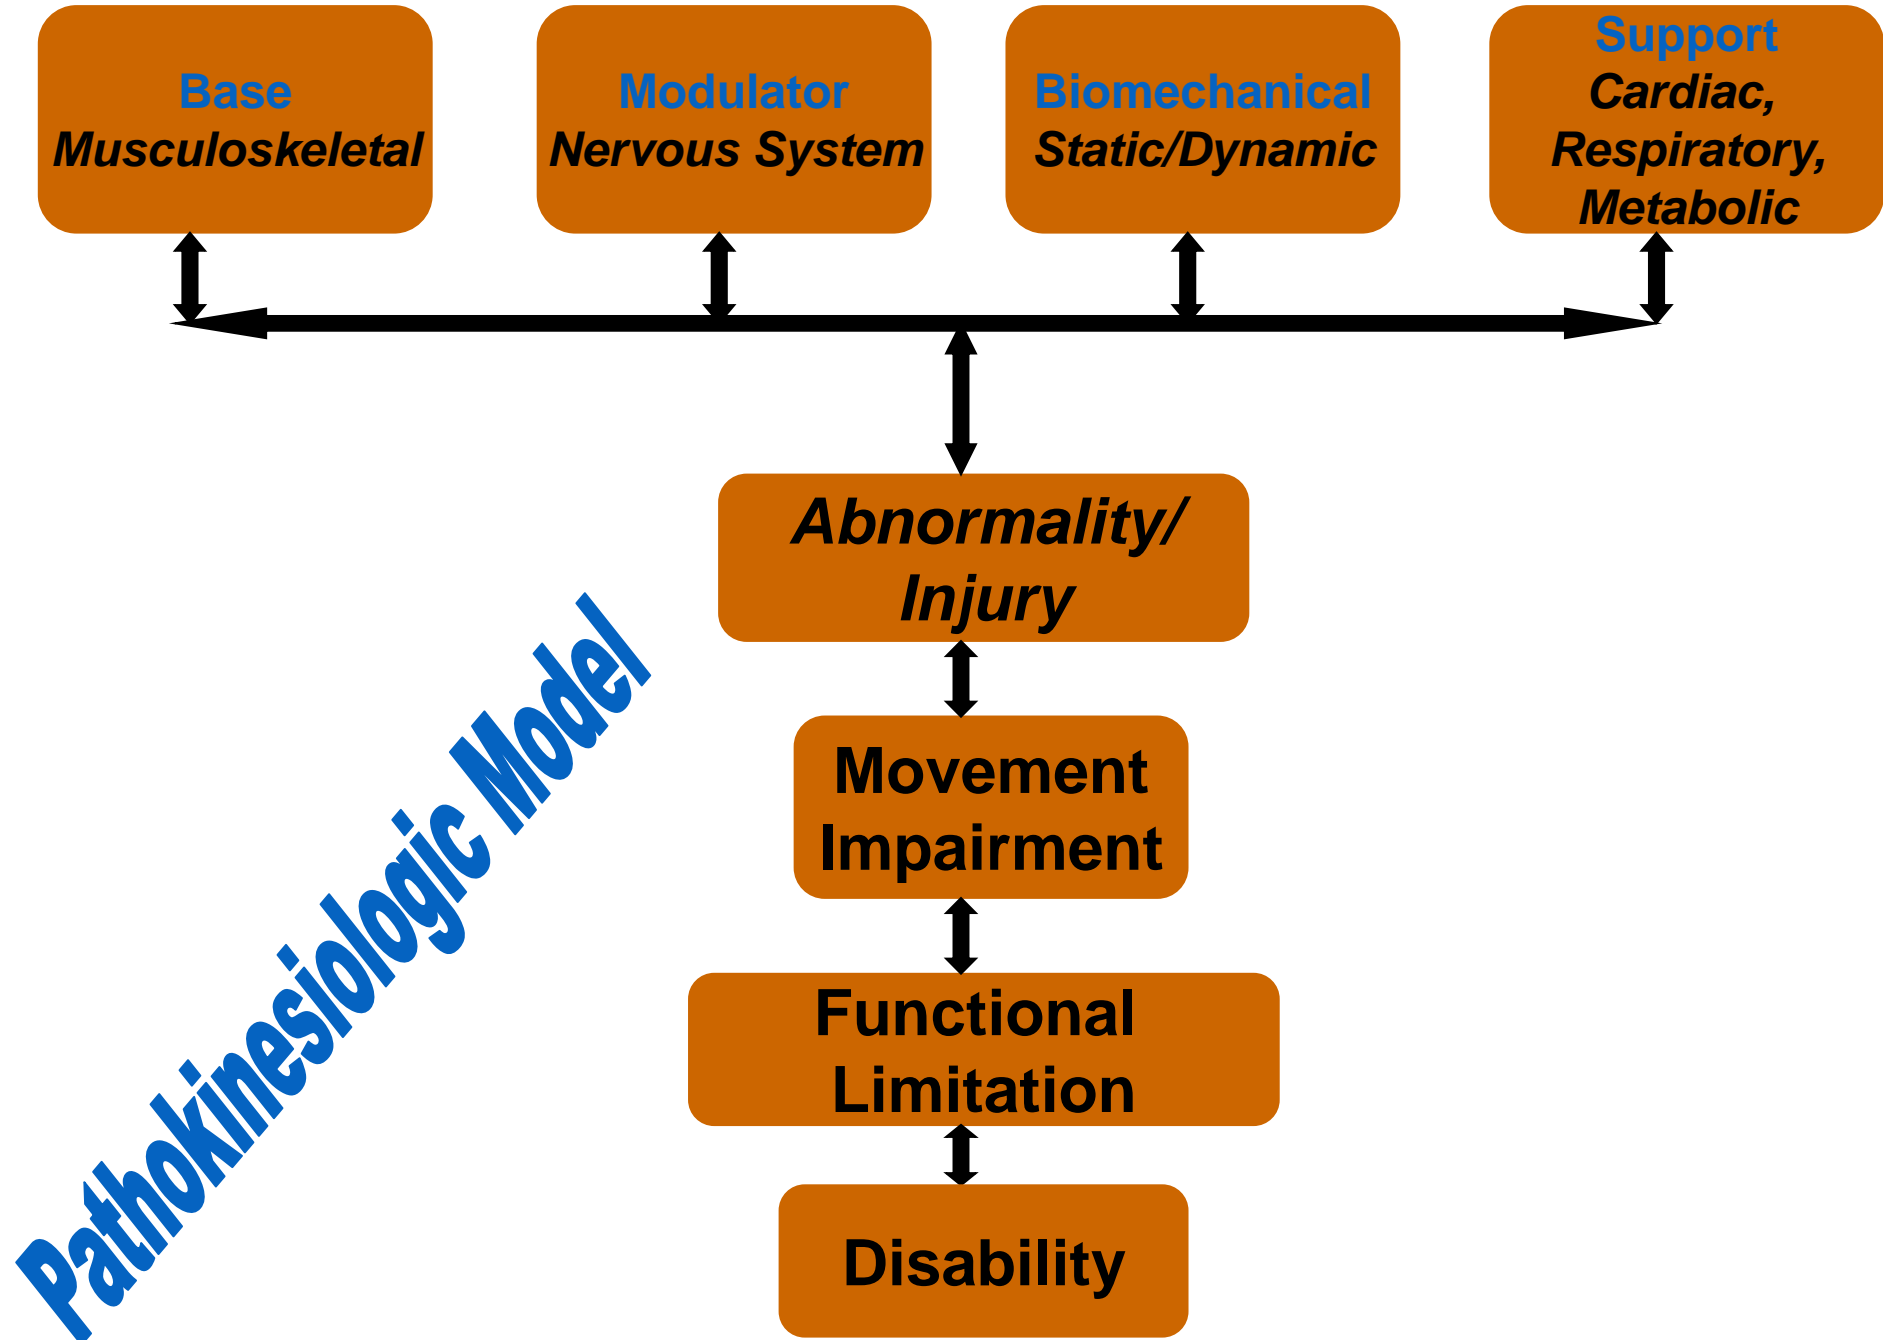 Base
Musculoskeletal
Modulator
Nervous System
Biomechanical
Static/Dynamic
Support
Cardiac,
Respiratory,
Metabolic
Abnormality/
Injury
Movement
Impairment
Functional
Limitation
Disability
Pathokinesiologic Model